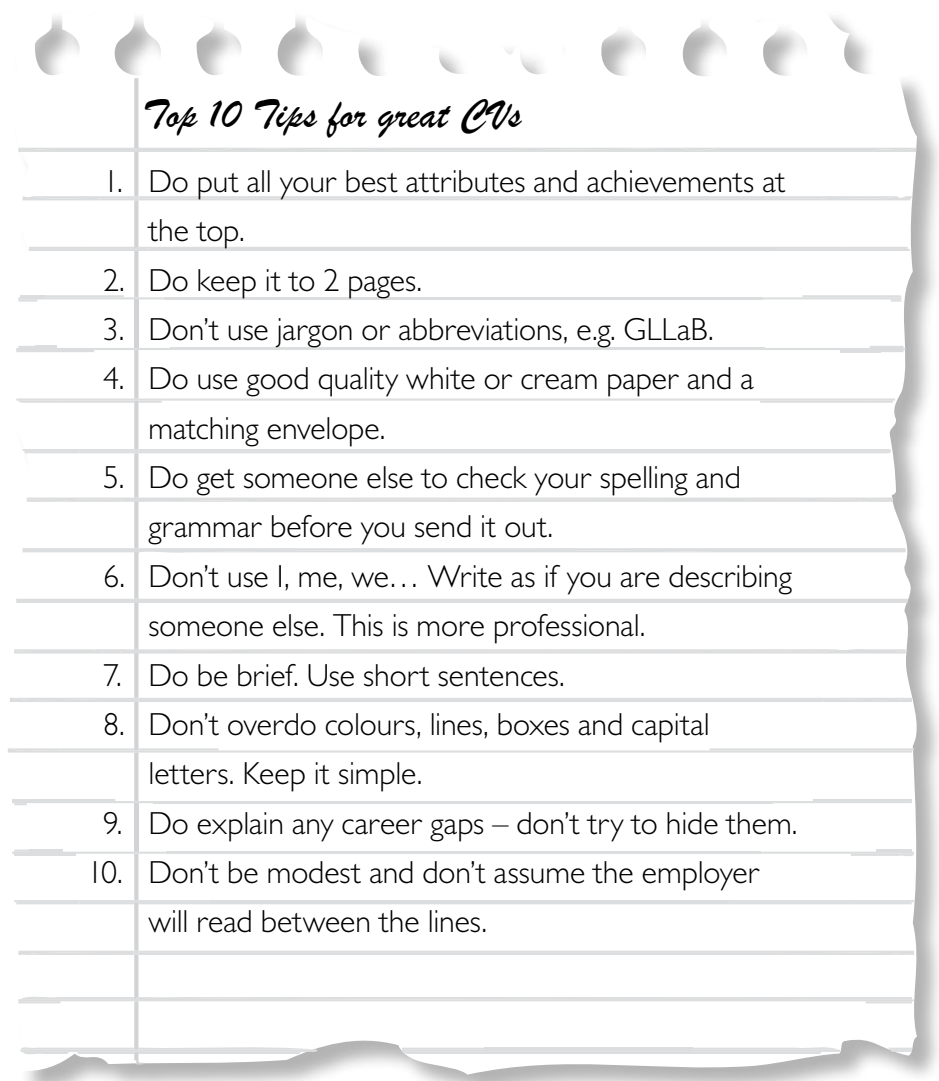 Top 10 Tips for great CVs
1. Do put all your best attributes and achievements at
the top.
2. Do keep it to 2 pages.
3. Don't use jargon or abbreviations, e.g. GLLaB.
4. Do use good quality white or cream paper and a
matching envelope.
5. Do get someone else to check your spelling and
grammar before you send it out.
6. Don't use I, me, we… Write as if you are describing
someone else. This is more professional.
7. Do be brief. Use short sentences.
8. Don't overdo colours, lines, boxes and capital
letters. Keep it simple.
9. Do explain any career gaps – don't try to hide them.
10. Don't be modest and don't assume the employer
will read between the lines.